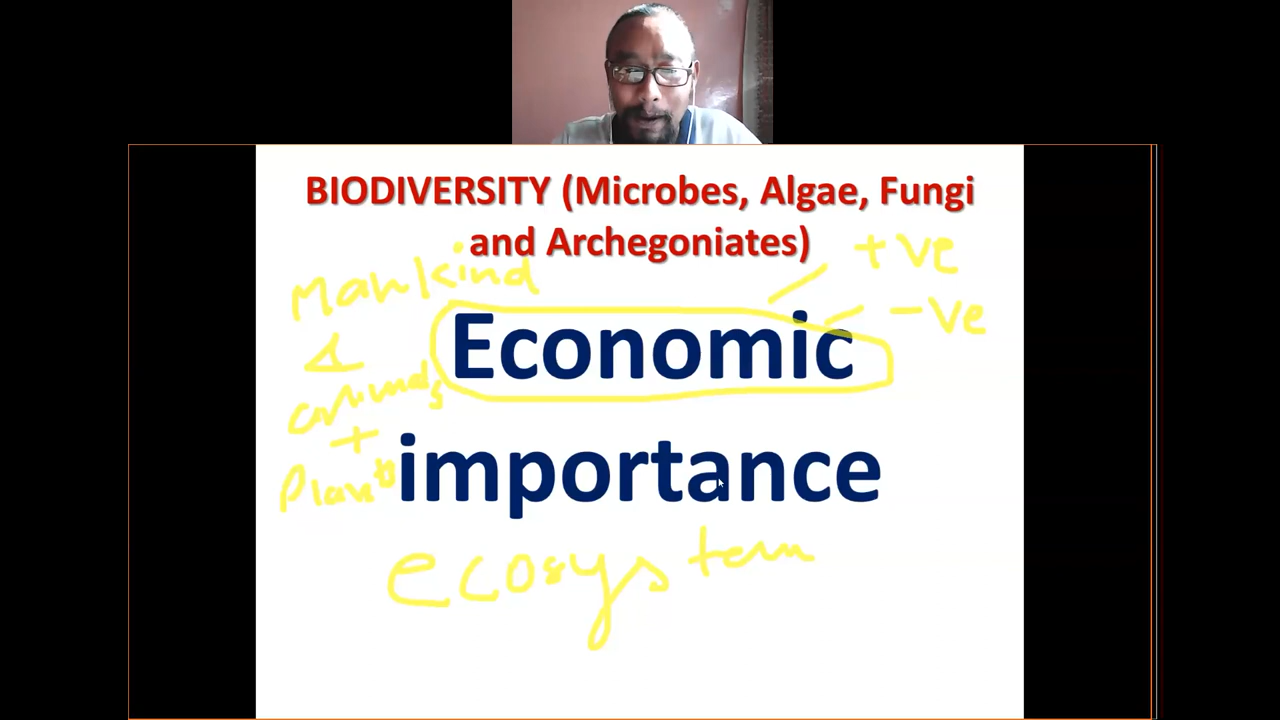 BIODIVERSITY (Microbes, Algae, Fungi
and Archegoniates)
+ve
-ve
Mankind
&
animals
+
Plants
Economic
importance
ecosystem